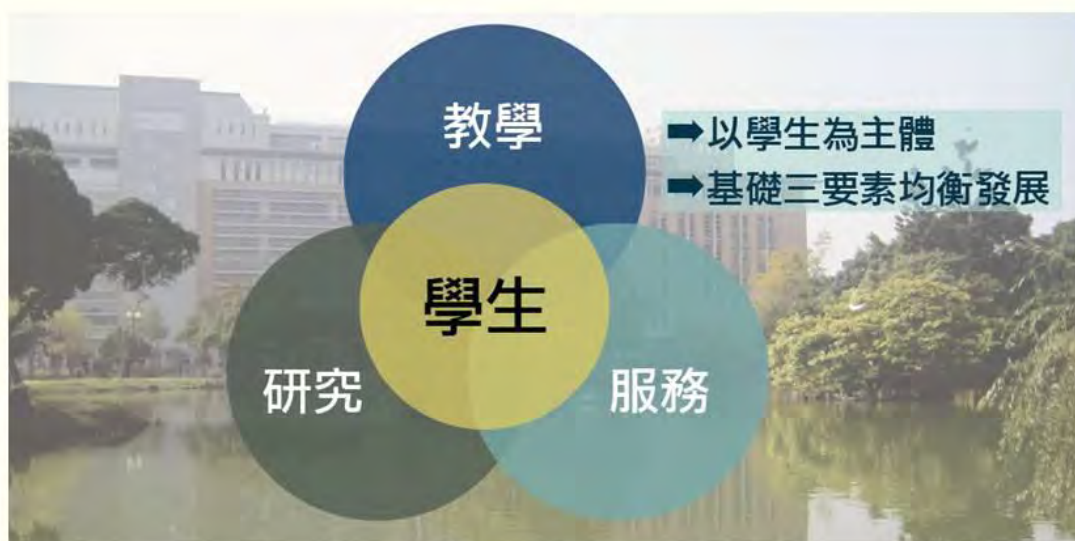 教學
➡以學生為主體
➡基礎三要素均衡發展
學生
研究
服務